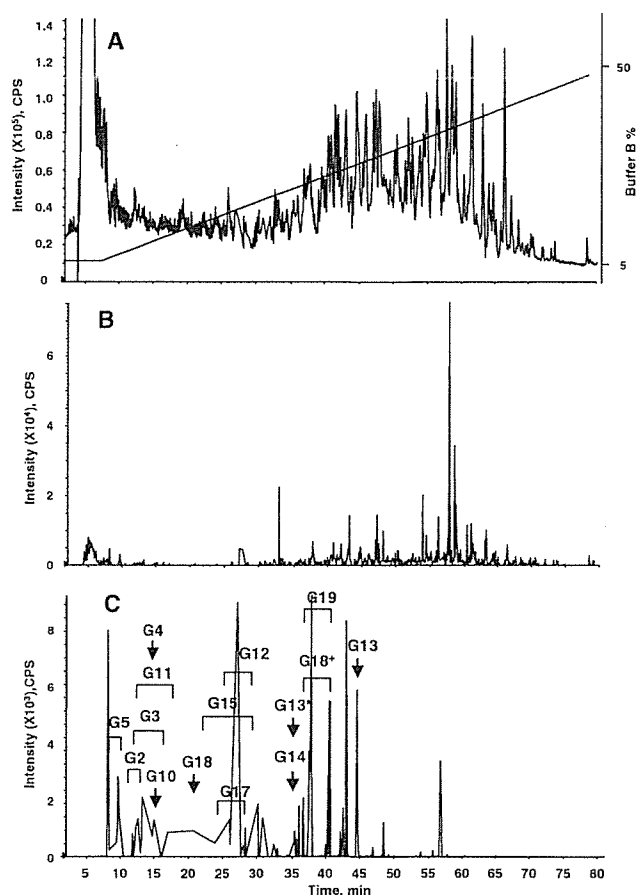 A
1.4
1.2
1.0
0.8
0.6
0.4
0.2
0
Intensity (X10⁵), CPS
50
5
Buffer B %
B
6
4
2
0
Intensity (X10⁴), CPS
C
8
6
4
2
0
Intensity (X10³),CPS
G19
G4
G13
G12
G11
G18⁺
G5
G3
G15
G13'
G2
G10
G18
G14
G17
5 10 15 20 25 30 35 40 45 50 55 60 65 70 75 80
Time, min